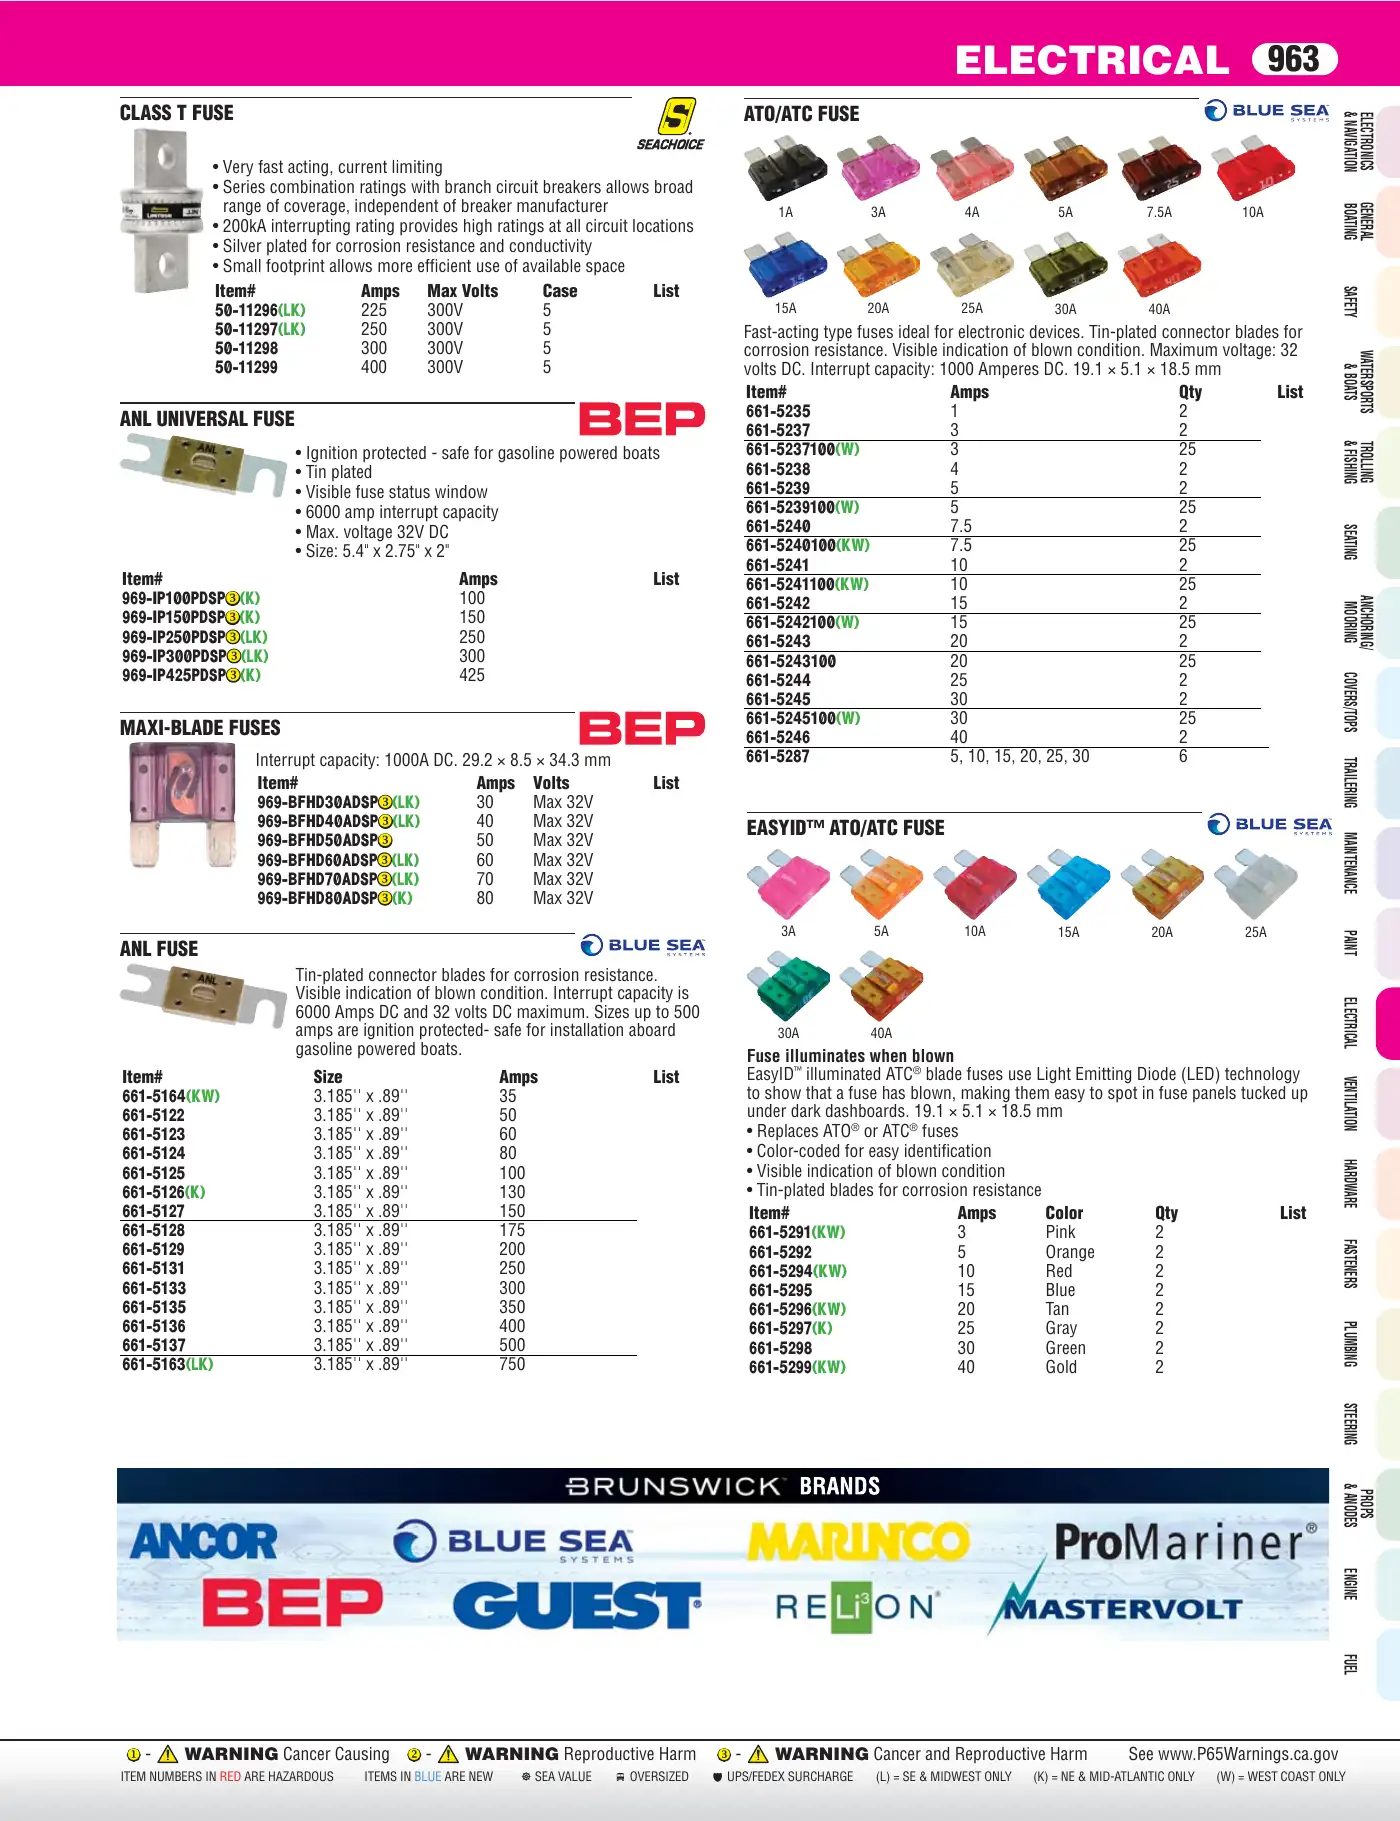 ELECTRICAL 963
CLASS T FUSE
SEACHOICE
• Very fast acting, current limiting
• Series combination ratings with branch circuit breakers allows broad
range of coverage, independent of breaker manufacturer
• 200kA interrupting rating provides high ratings at all circuit locations
• Silver plated for corrosion resistance and conductivity
• Small footprint allows more efficient use of available space
Item# Amps Max Volts Case List
50-11296(LK) 225 300V 5
50-11297(LK) 250 300V 5
50-11298 300 300V 5
50-11299 400 300V 5
ANL UNIVERSAL FUSE
BEP
ANL
• Ignition protected - safe for gasoline powered boats
• Tin plated
• Visible fuse status window
• 6000 amp interrupt capacity
• Max. voltage 32V DC
• Size: 5.4" x 2.75" x 2"
Item# Amps List
969-IP100PDSP3(K) 100
969-IP150PDSP3(K) 150
969-IP250PDSP3(LK) 250
969-IP300PDSP3(LK) 300
969-IP425PDSP3(K) 425
MAXI-BLADE FUSES
BEP
Interrupt capacity: 1000A DC. 29.2 × 8.5 × 34.3 mm
Item# Amps Volts List
969-BFHD30ADSP3(LK) 30 Max 32V
969-BFHD40ADSP3(LK) 40 Max 32V
969-BFHD50ADSP3 50 Max 32V
969-BFHD60ADSP3(LK) 60 Max 32V
969-BFHD70ADSP3(LK) 70 Max 32V
969-BFHD80ADSP3(K) 80 Max 32V
ANL FUSE
BLUE SEA SYSTEMS
ANL
Tin-plated connector blades for corrosion resistance.
Visible indication of blown condition. Interrupt capacity is
6000 Amps DC and 32 volts DC maximum. Sizes up to 500
amps are ignition protected- safe for installation aboard
gasoline powered boats.
Item# Size Amps List
661-5164(KW) 3.185'' x .89'' 35
661-5122 3.185'' x .89'' 50
661-5123 3.185'' x .89'' 60
661-5124 3.185'' x .89'' 80
661-5125 3.185'' x .89'' 100
661-5126(K) 3.185'' x .89'' 130
661-5127 3.185'' x .89'' 150
661-5128 3.185'' x .89'' 175
661-5129 3.185'' x .89'' 200
661-5131 3.185'' x .89'' 250
661-5133 3.185'' x .89'' 300
661-5135 3.185'' x .89'' 350
661-5136 3.185'' x .89'' 400
661-5137 3.185'' x .89'' 500
661-5163(LK) 3.185'' x .89'' 750
ATO/ATC FUSE
BLUE SEA SYSTEMS
1A 3A 4A 5A 7.5A 10A
15A 20A 25A 30A 40A
Fast-acting type fuses ideal for electronic devices. Tin-plated connector blades for
corrosion resistance. Visible indication of blown condition. Maximum voltage: 32
volts DC. Interrupt capacity: 1000 Amperes DC. 19.1 × 5.1 × 18.5 mm
Item# Amps Qty List
661-5235 1 2
661-5237 3 2
661-5237100(W) 3 25
661-5238 4 2
661-5239 5 2
661-5239100(W) 5 25
661-5240 7.5 2
661-5240100(KW) 7.5 25
661-5241 10 2
661-5241100(KW) 10 25
661-5242 15 2
661-5242100(W) 15 25
661-5243 20 2
661-5243100 20 25
661-5244 25 2
661-5245 30 2
661-5245100(W) 30 25
661-5246 40 2
661-5287 5, 10, 15, 20, 25, 30 6
EASYID™ ATO/ATC FUSE
BLUE SEA SYSTEMS
3A 5A 10A 15A 20A 25A
30A 40A
Fuse illuminates when blown
EasyID™ illuminated ATC® blade fuses use Light Emitting Diode (LED) technology
to show that a fuse has blown, making them easy to spot in fuse panels tucked up
under dark dashboards. 19.1 × 5.1 × 18.5 mm
• Replaces ATO® or ATC® fuses
• Color-coded for easy identification
• Visible indication of blown condition
• Tin-plated blades for corrosion resistance
Item# Amps Color Qty List
661-5291(KW) 3 Pink 2
661-5292 5 Orange 2
661-5294(KW) 10 Red 2
661-5295 15 Blue 2
661-5296(KW) 20 Tan 2
661-5297(K) 25 Gray 2
661-5298 30 Green 2
661-5299(KW) 40 Gold 2
BRUNSWICK™ BRANDS
ANCOR BLUE SEA SYSTEMS MARINCO ProMariner®
BEP GUEST® RELi3ON® MASTERVOLT
ELECTRONICS
& NAVIGATION
GENERAL
BOATING
SAFETY
WATERSPORTS
& BOATS
TROLLING
& FISHING
SEATING
ANCHORING/
MOORING
COVERS/TOPS
TRAILERING
MAINTENANCE
PAINT
ELECTRICAL
VENTILATION
HARDWARE
FASTENERS
PLUMBING
STEERING
PROPS
& ANODES
ENGINE
FUEL
1 - WARNING Cancer Causing 2 - WARNING Reproductive Harm 3 - WARNING Cancer and Reproductive Harm See www.P65Warnings.ca.gov
ITEM NUMBERS IN RED ARE HAZARDOUS ITEMS IN BLUE ARE NEW SEA VALUE OVERSIZED UPS/FEDEX SURCHARGE (L) = SE & MIDWEST ONLY (K) = NE & MID-ATLANTIC ONLY (W) = WEST COAST ONLY